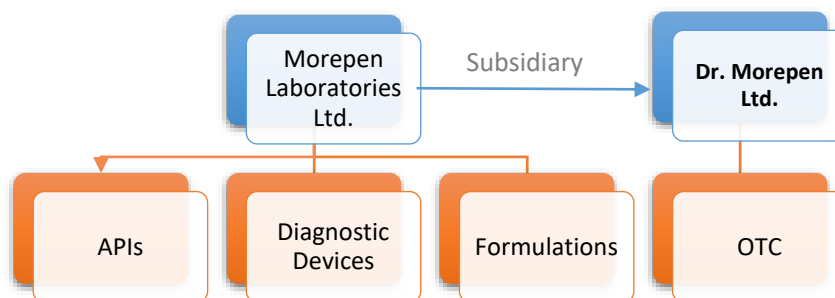 Morepen
Laboratories
Ltd.
Subsidiary
Dr. Morepen
Ltd.
APIs
Diagnostic
Devices
Formulations
OTC